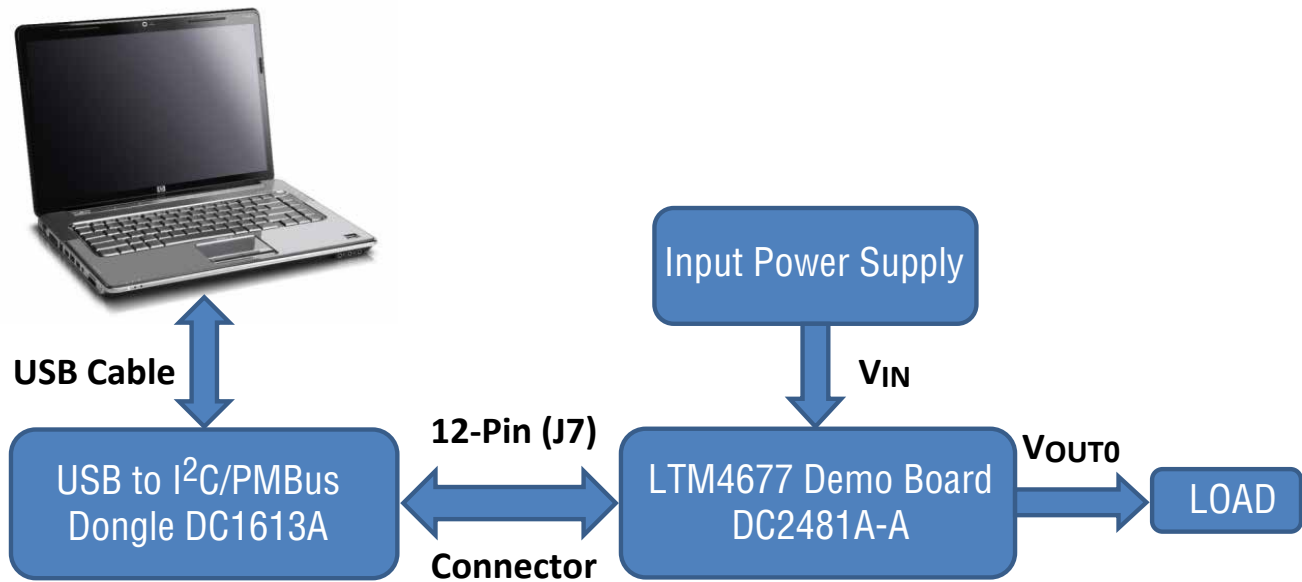 Input Power Supply
USB Cable
VIN
12-Pin (J7)
VOUT0
USB to I²C/PMBus
Dongle DC1613A
LTM4677 Demo Board
DC2481A-A
LOAD
Connector